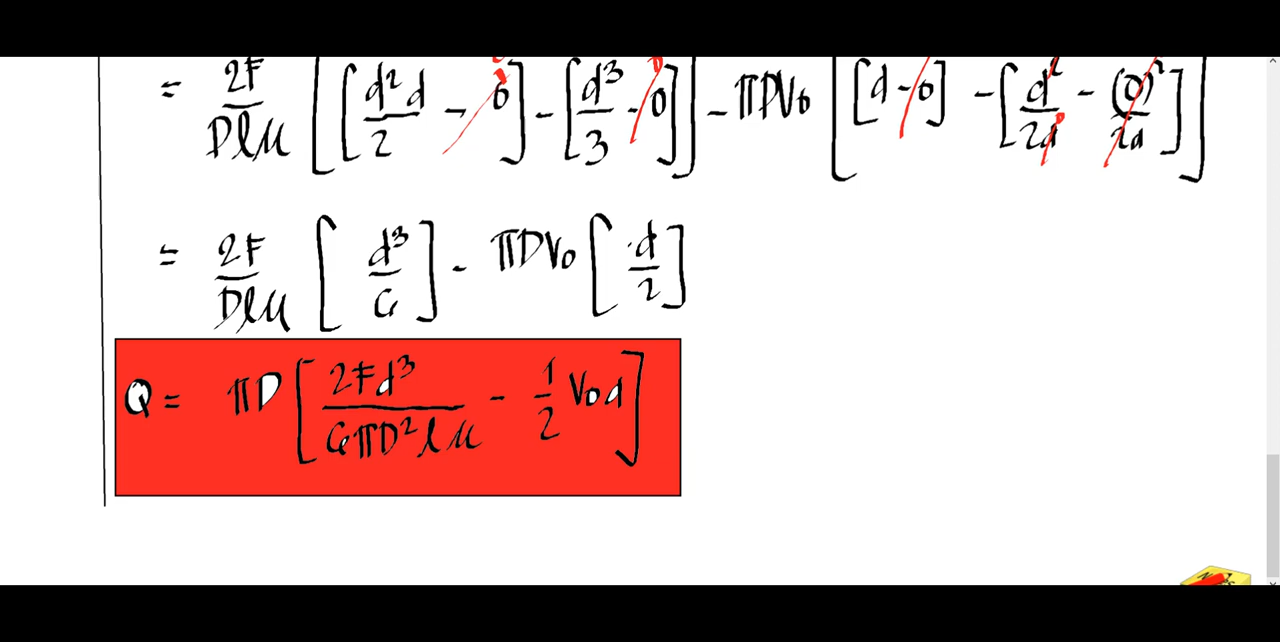 = 2F/Dlμ [[d²d/2 - 0] - [d³/3 - 0]] - πDV₀ [[d - 0] - [d²/2d - (0)²/2d]]
= 2F/Dlμ [d³/6] - πDV₀ [d/2]
Q = πD [2Fd³/6πD²lμ - 1/2 V₀d]